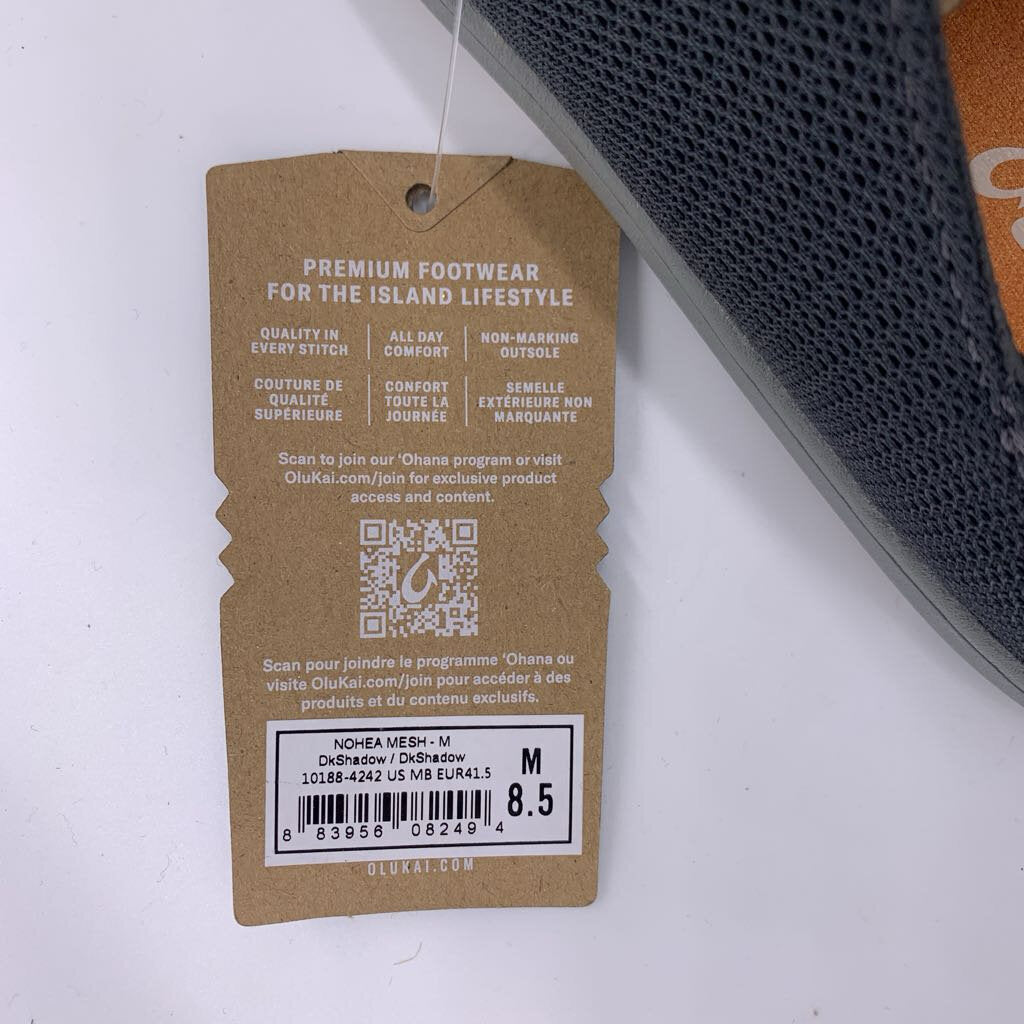 PREMIUM FOOTWEAR
FOR THE ISLAND LIFESTYLE
QUALITY IN
EVERY STITCH
ALL DAY
COMFORT
NON-MARKING
OUTSOLE
COUTURE DE
QUALITÉ
SUPÉRIEURE
CONFORT
TOUTE LA
JOURNÉE
SEMELLE
EXTÉRIEURE NON
MARQUANTE
Scan to join our ‘Ohana program or visit
OluKai.com/join for exclusive product
access and content.
Scan pour joindre le programme ‘Ohana ou
visite OluKai.com/join pour accéder à des
produits et du contenu exclusifs.
NOHEA MESH - M
DkShadow / DkShadow
10188-4242 US MB EUR41.5
M
8.5
8 83956 08249 4
OLUKAI.COM